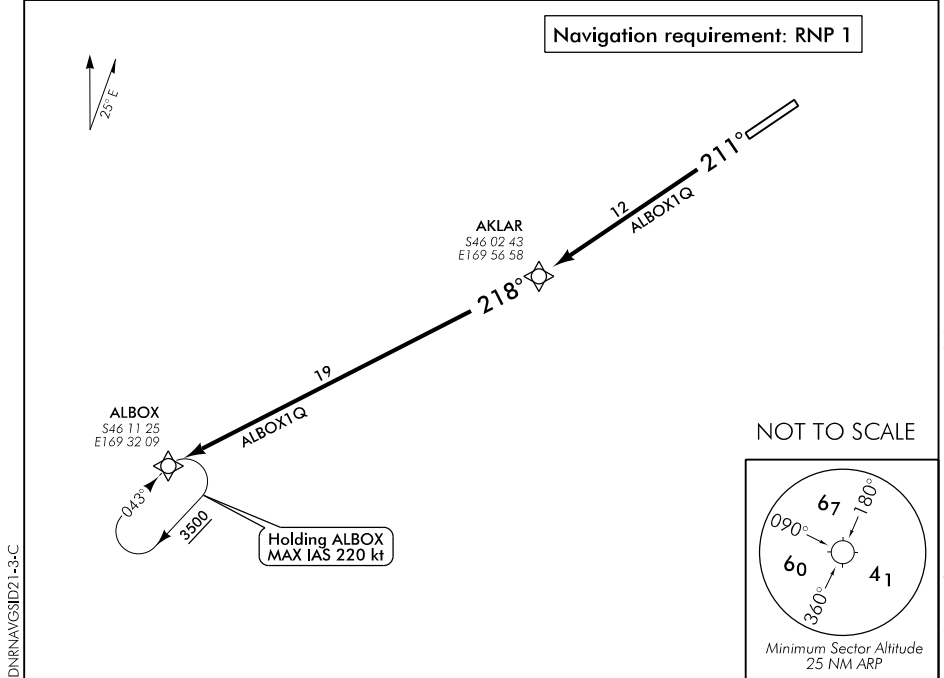 Navigation requirement: RNP 1
25° E
211°
12
ALBOX1Q
AKLAR
S46 02 43
E169 56 58
218°
19
ALBOX1Q
ALBOX
S46 11 25
E169 32 09
043°
3500
Holding ALBOX
MAX IAS 220 kt
NOT TO SCALE
67
180°
090°
60
41
360°
Minimum Sector Altitude
25 NM ARP
DNRNAVGSID21-3-C